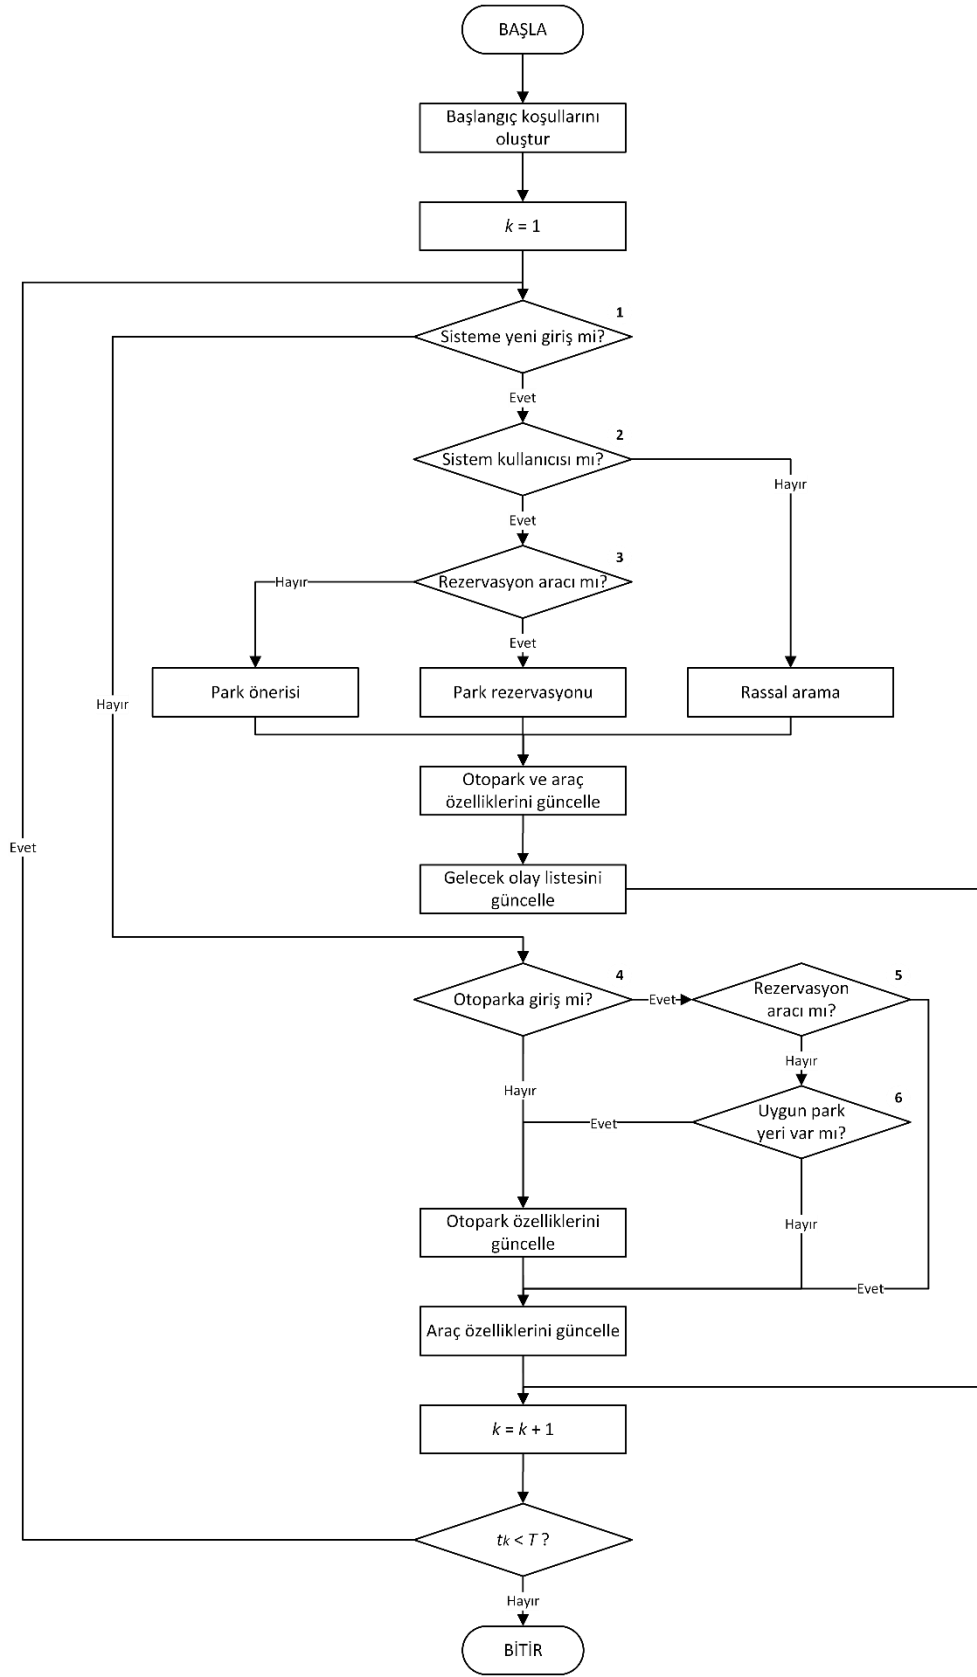 BAŞLA
Başlangıç koşullarını
oluştur
k = 1
1
Sisteme yeni giriş mi?
Evet
2
Sistem kullanıcısı mı?
Hayır
Evet
3
Rezervasyon aracı mı?
Hayır
Evet
Park önerisi
Park rezervasyonu
Rassal arama
Hayır
Otopark ve araç
özelliklerini güncelle
Evet
Gelecek olay listesini
güncelle
4
Otoparka giriş mi?
Evet
5
Rezervasyon
aracı mı?
Hayır
Hayır
6
Uygun park
yeri var mı?
Evet
Otopark özelliklerini
güncelle
Hayır
Evet
Araç özelliklerini güncelle
k = k + 1
tk < T ?
Hayır
BİTİR